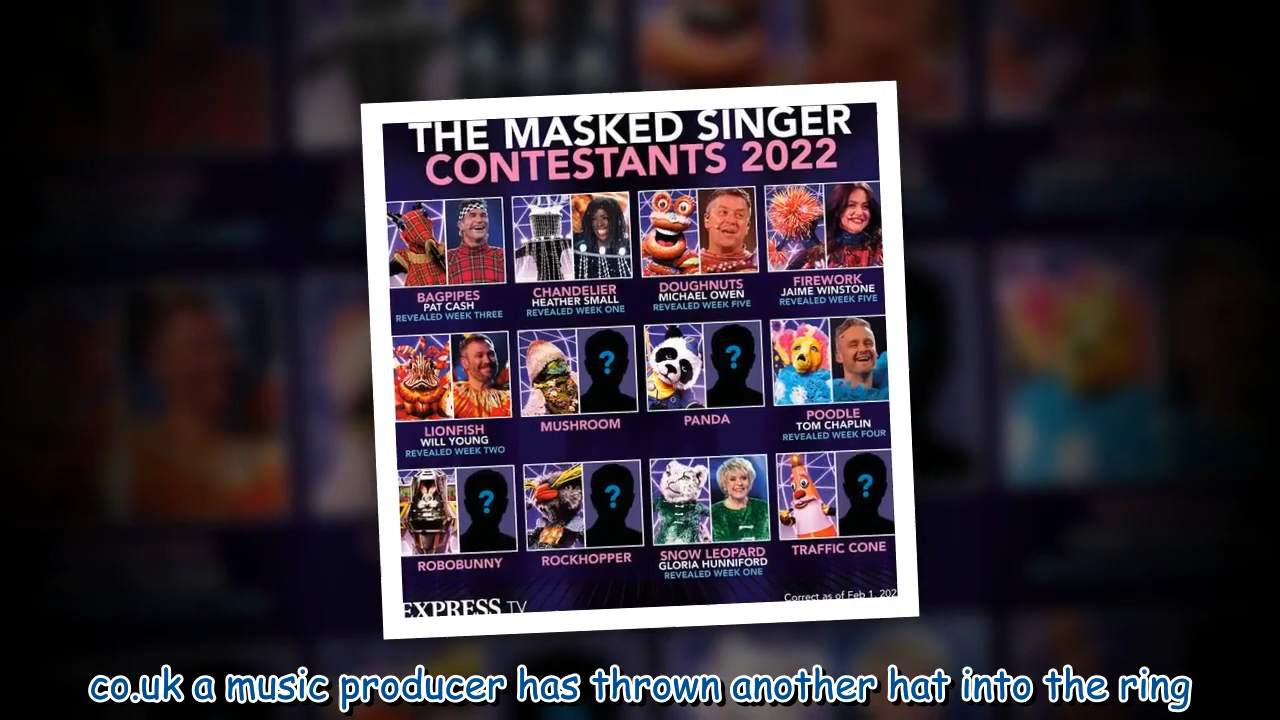 THE MASKED SINGER
CONTESTANTS 2022
BAGPIPES
PAT CASH
REVEALED WEEK THREE
CHANDELIER
HEATHER SMALL
REVEALED WEEK ONE
DOUGHNUTS
MICHAEL OWEN
REVEALED WEEK FIVE
FIREWORK
JAIME WINSTONE
REVEALED WEEK FIVE
LIONFISH
WILL YOUNG
REVEALED WEEK TWO
?
MUSHROOM
?
PANDA
POODLE
TOM CHAPLIN
REVEALED WEEK FOUR
?
ROBOBUNNY
?
ROCKHOPPER
SNOW LEOPARD
GLORIA HUNNIFORD
REVEALED WEEK ONE
?
TRAFFIC CONE
EXPRESS TV
Correct as of Feb 1, 202
co.uk a music producer has thrown another hat into the ring